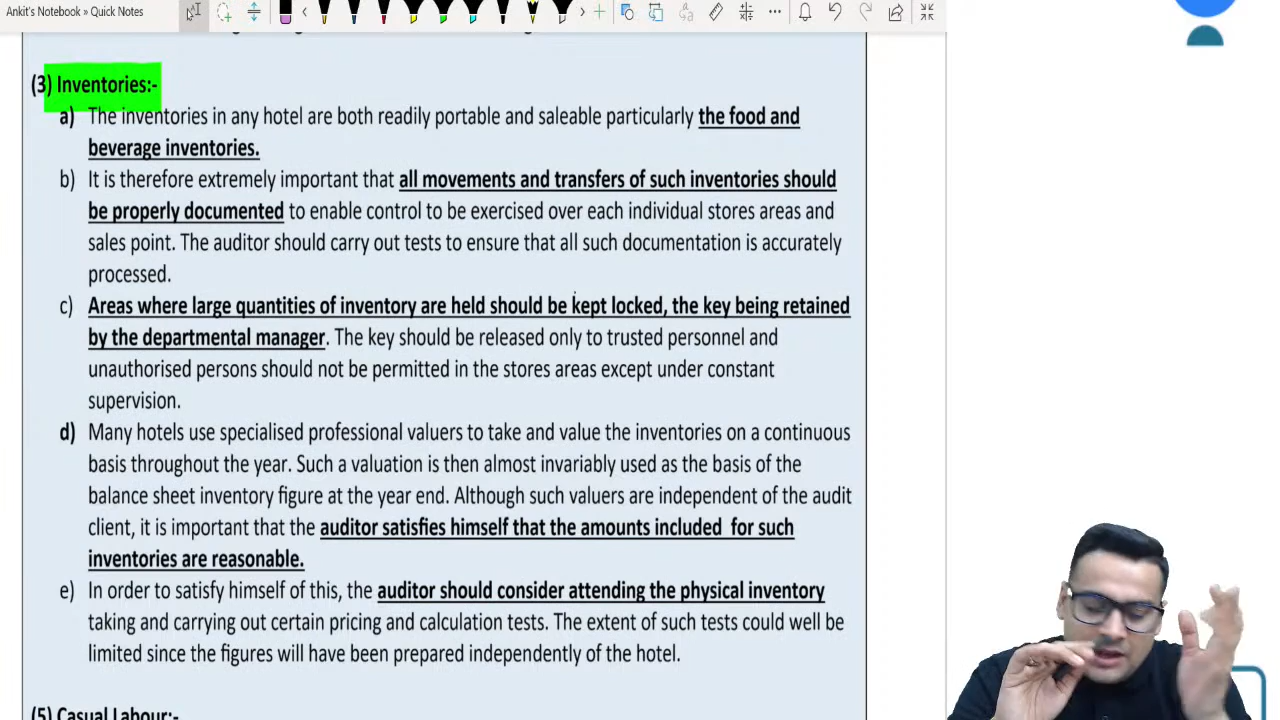 Ankit's Notebook » Quick Notes
(3) Inventories:-
a) The inventories in any hotel are both readily portable and saleable particularly the food and
beverage inventories.
b) It is therefore extremely important that all movements and transfers of such inventories should
be properly documented to enable control to be exercised over each individual stores areas and
sales point. The auditor should carry out tests to ensure that all such documentation is accurately
processed.
c) Areas where large quantities of inventory are held should be kept locked, the key being retained
by the departmental manager. The key should be released only to trusted personnel and
unauthorised persons should not be permitted in the stores areas except under constant
supervision.
d) Many hotels use specialised professional valuers to take and value the inventories on a continuous
basis throughout the year. Such a valuation is then almost invariably used as the basis of the
balance sheet inventory figure at the year end. Although such valuers are independent of the audit
client, it is important that the auditor satisfies himself that the amounts included for such
inventories are reasonable.
e) In order to satisfy himself of this, the auditor should consider attending the physical inventory
taking and carrying out certain pricing and calculation tests. The extent of such tests could well be
limited since the figures will have been prepared independently of the hotel.
(5) Casual Labour:-